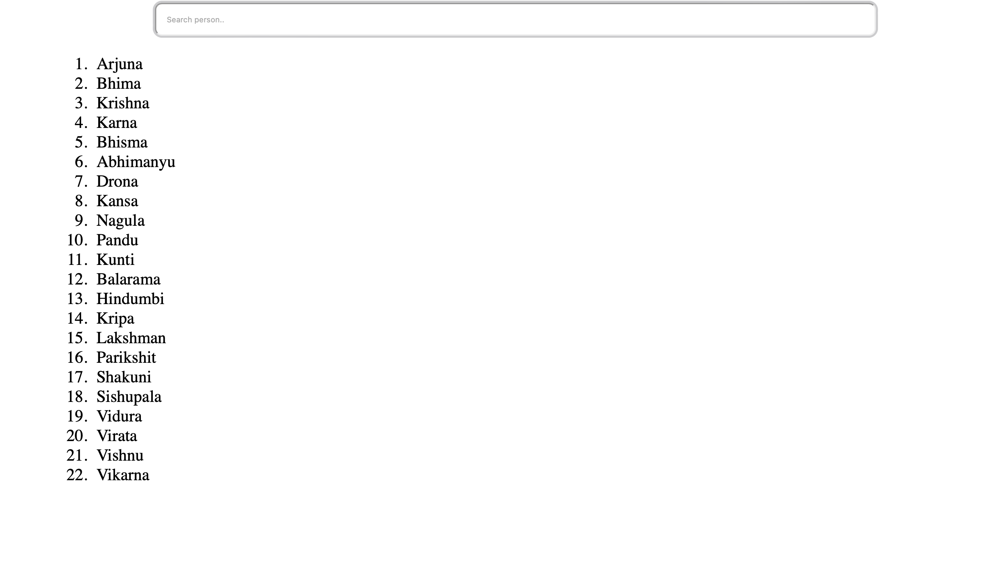 Search person..
1. Arjuna
2. Bhima
3. Krishna
4. Karna
5. Bhisma
6. Abhimanyu
7. Drona
8. Kansa
9. Nagula
10. Pandu
11. Kunti
12. Balarama
13. Hindumbi
14. Kripa
15. Lakshman
16. Parikshit
17. Shakuni
18. Sishupala
19. Vidura
20. Virata
21. Vishnu
22. Vikarna